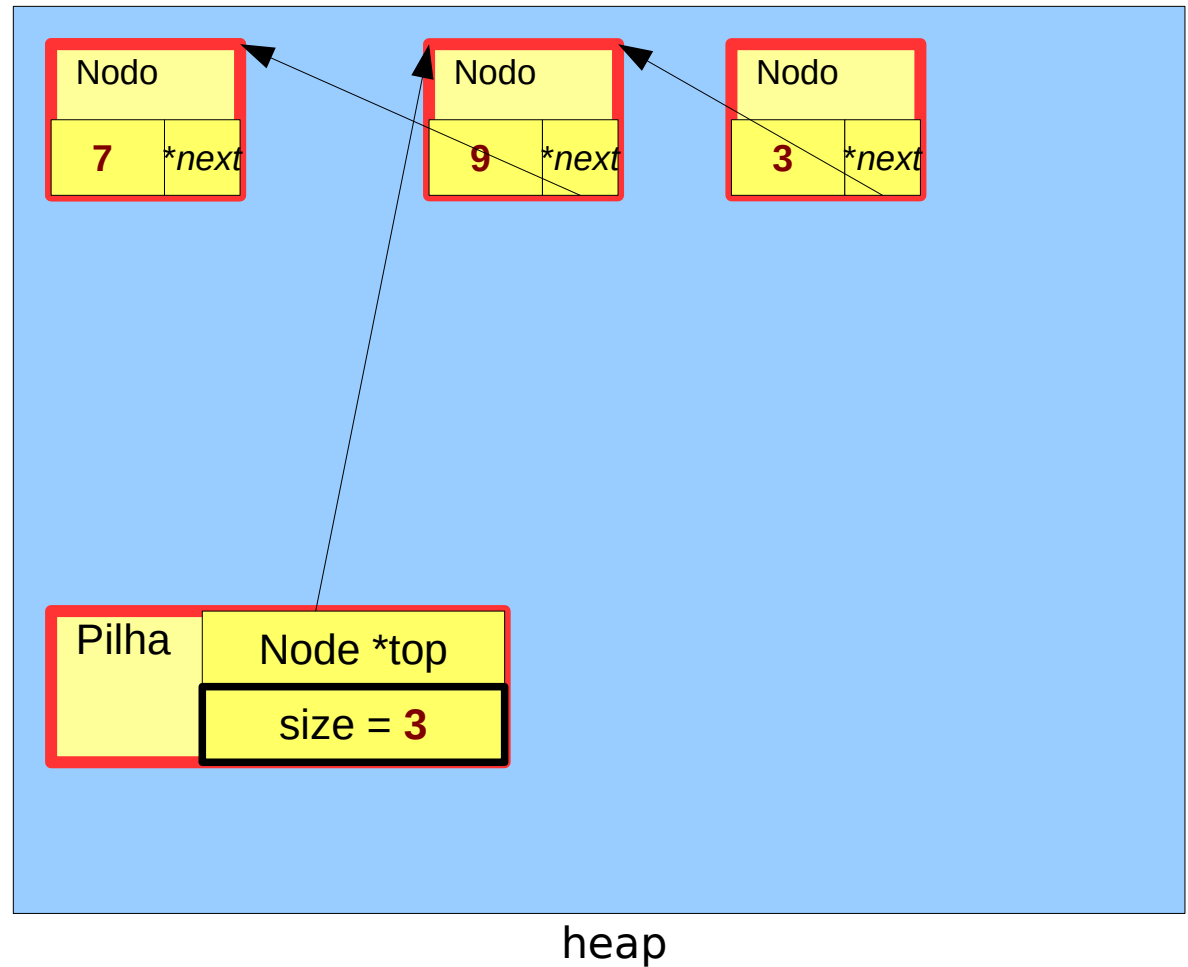 Nodo Nodo Nodo
7 *next 9 *next 3 *next
Pilha Node *top
size = 3
heap